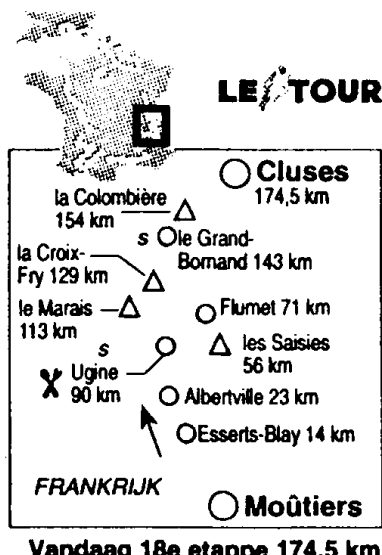 LE TOUR
Cluses
174,5 km
la Colombière
154 km
s le Grand-
Bornand 143 km
la Croix-
Fry 129 km
le Marais
113 km
Flumet 71 km
s
les Saisies
56 km
Ugine
90 km
Albertville 23 km
Esserts-Blay 14 km
FRANKRIJK
Moûtiers
Vandaag 18e etappe 174,5 km